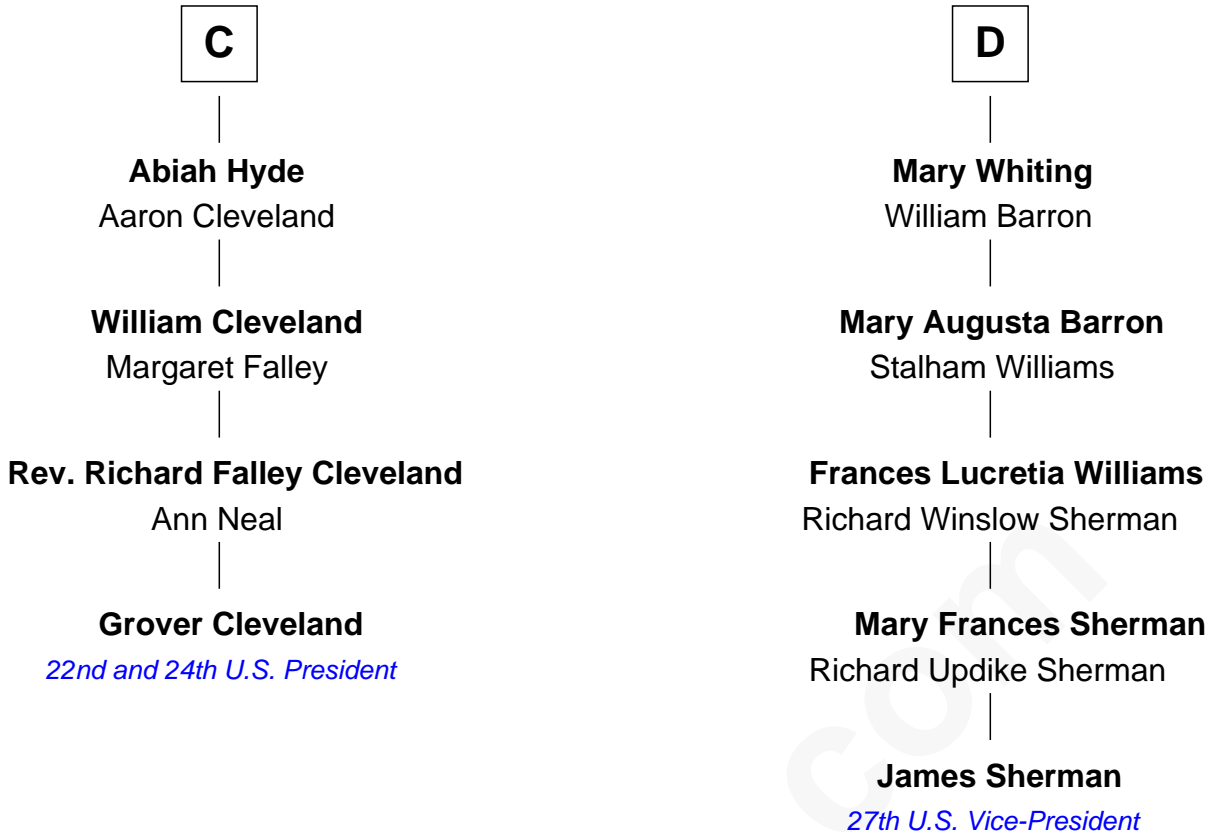 C
Abiah Hyde
Aaron Cleveland
William Cleveland
Margaret Falley
Rev. Richard Falley Cleveland
Ann Neal
Grover Cleveland
22nd and 24th U.S. President
D
Mary Whiting
William Barron
Mary Augusta Barron
Stalham Williams
Frances Lucretia Williams
Richard Winslow Sherman
Mary Frances Sherman
Richard Updike Sherman
James Sherman
27th U.S. Vice-President
com